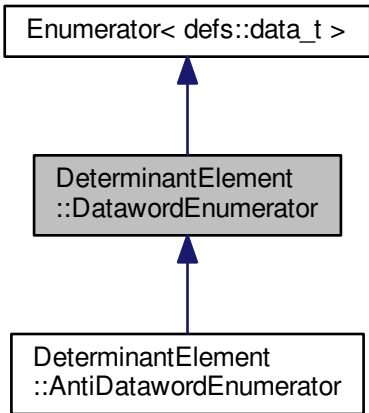 Enumerator< defs::data_t >
DeterminantElement
::DatawordEnumerator
DeterminantElement
::AntiDatawordEnumerator